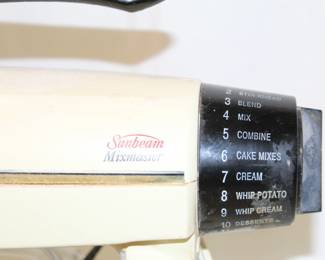 Sunbeam
Mixmaster
2
3 BLEND
4 MIX
5 COMBINE
6 CAKE MIXES
7 CREAM
8 WHIP POTATO
9 WHIP CREAM
10 DESSERTS